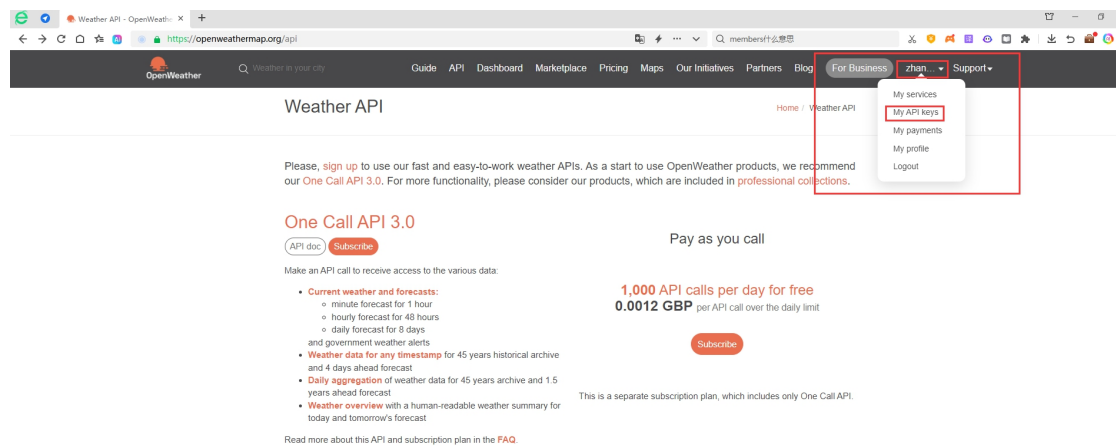 Weather API - OpenWeathe
https://openweathermap.org/api
members什么意思
OpenWeather
Weather in your city
Guide API Dashboard Marketplace Pricing Maps Our Initiatives Partners Blog For Business zhan... Support
My services
My API keys
My payments
My profile
Logout
Weather API
Home / Weather API
Please, sign up to use our fast and easy-to-work weather APIs. As a start to use OpenWeather products, we recommend
our One Call API 3.0. For more functionality, please consider our products, which are included in professional collections.
One Call API 3.0
API doc Subscribe
Make an API call to receive access to the various data:
Current weather and forecasts:
minute forecast for 1 hour
hourly forecast for 48 hours
daily forecast for 8 days
and government weather alerts
Weather data for any timestamp for 45 years historical archive
and 4 days ahead forecast
Daily aggregation of weather data for 45 years archive and 1.5
years ahead forecast
Weather overview with a human-readable weather summary for
today and tomorrow's forecast
Read more about this API and subscription plan in the FAQ.
Pay as you call
1,000 API calls per day for free
0.0012 GBP per API call over the daily limit
Subscribe
This is a separate subscription plan, which includes only One Call API.